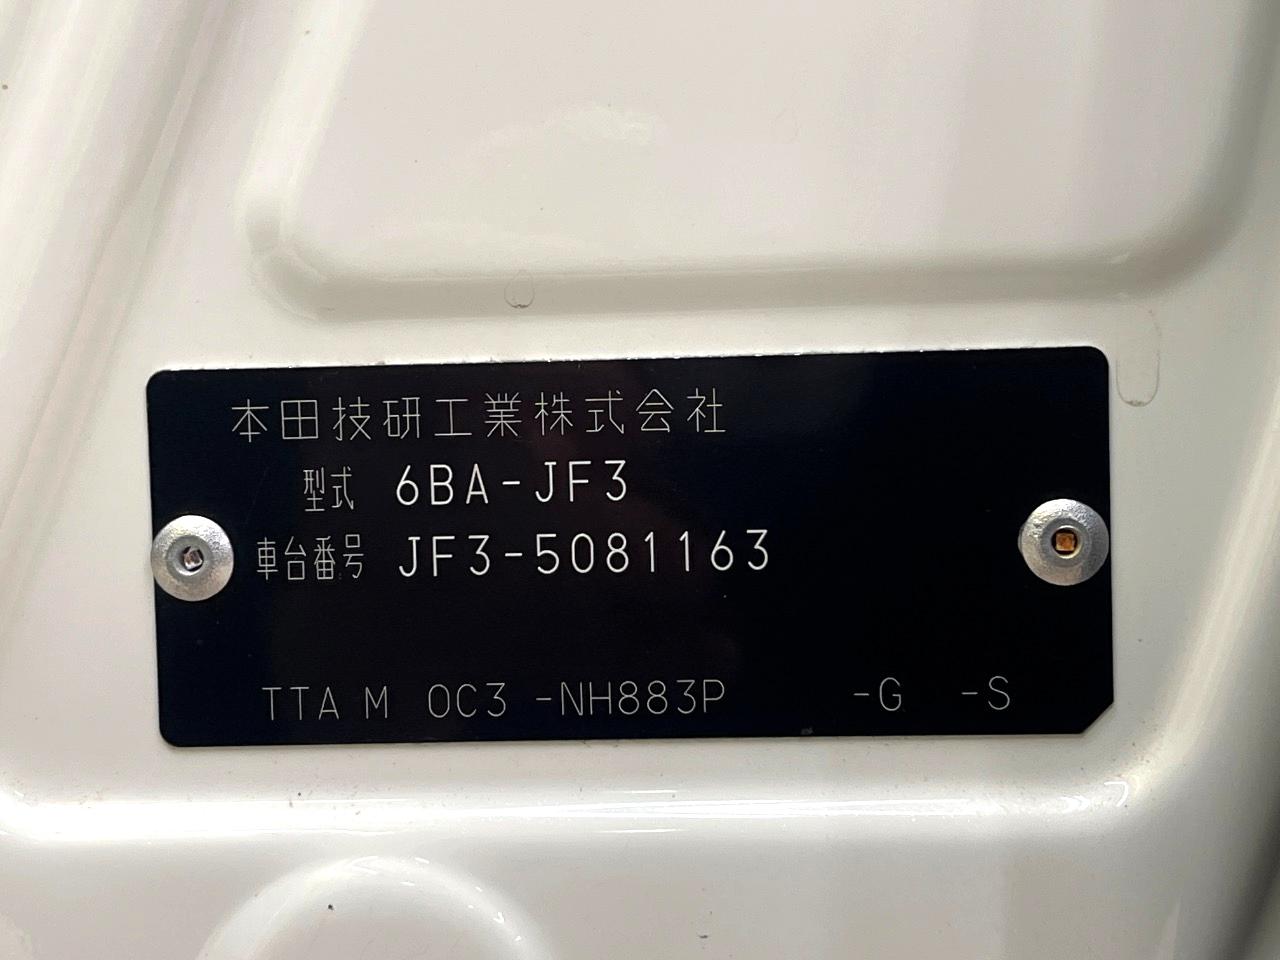 本田技研工業株式会社
型式 6BA-JF3
車台番号 JF3-5081163
TTA M 0C3 -NH883P -G -S